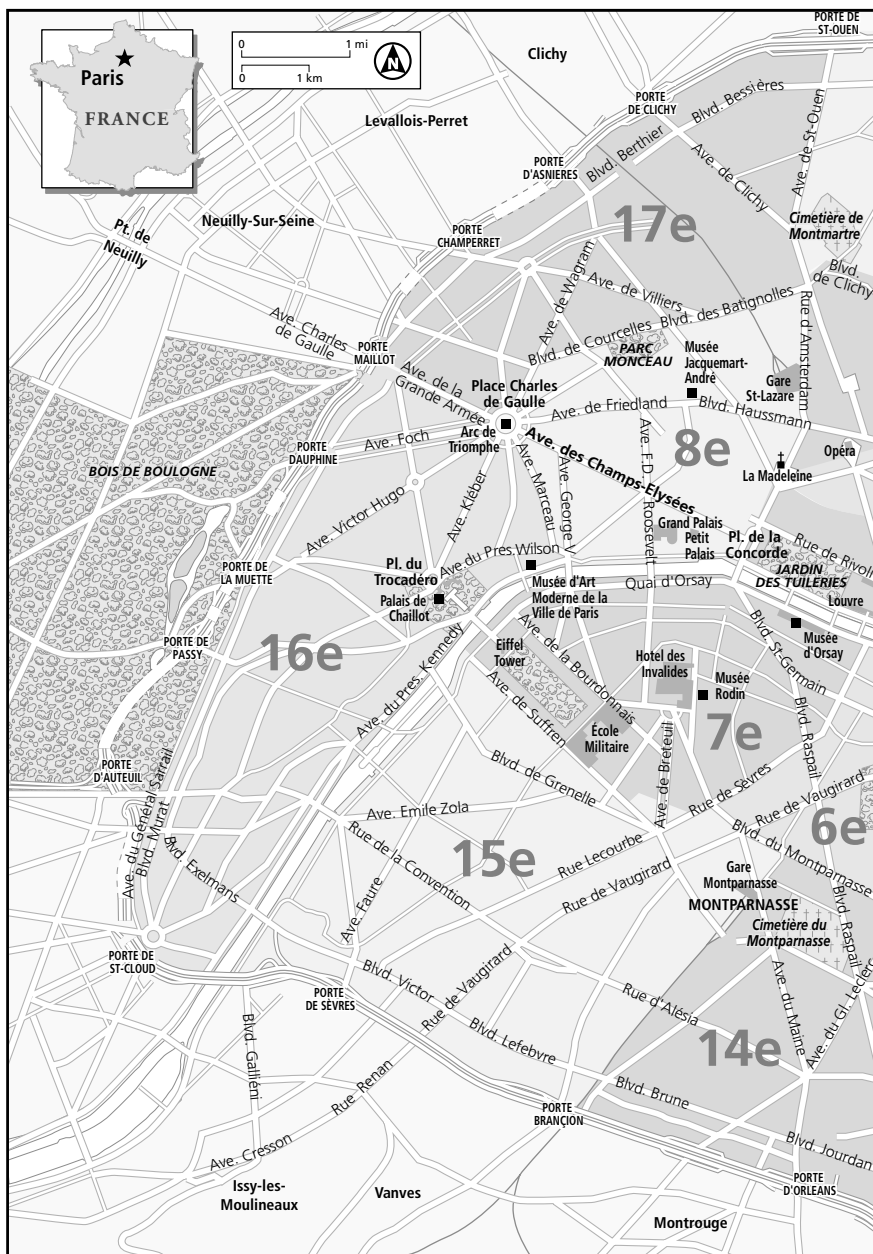 PORTE DE
ST-OUEN
0 1 mi
0 1 km
N
Paris
FRANCE
Clichy
PORTE
DE CLICHY
Blvd. Bessières
Levallois-Perret
Ave. de St-Ouen
Blvd. Berthier
Ave. de Clichy
PORTE
D'ASNIERES
Neuilly-Sur-Seine
17e
Cimetière de
Montmartre
Pt. de
Neuilly
PORTE
CHAMPERRET
Ave. de Wagram
Ave. de Villiers
Blvd.
de Clichy
Blvd. des Batignolles
Rue d'Amsterdam
Ave. Charles
de Gaulle
PORTE
MAILLOT
Blvd. de Courcelles
PARC
MONCEAU
Musée
Jacquemart-
André
Gare
St-Lazare
Ave. de la
Grande Armée
Place Charles
de Gaulle
Ave. de Friedland
Blvd. Haussmann
Arc de
Triomphe
Ave. Foch
PORTE
DAUPHINE
Ave. des Champs-Elysées
8e
Opéra
La Madeleine
BOIS DE BOULOGNE
Ave. Victor Hugo
Ave. Kléber
Ave. Marceau
Ave. George V
Ave. F.D. Roosevelt
Grand Palais
Petit
Palais
Pl. de la
Concorde
Rue de Rivoli
PORTE DE
LA MUETTE
Ave du Pres. Wilson
Pl. du
Trocadéro
Palais de
Chaillot
Musée d'Art
Moderne de la
Ville de Paris
Quai d'Orsay
JARDIN
DES TUILERIES
Louvre
Musée
d'Orsay
PORTE DE
PASSY
16e
Ave. du Pres. Kennedy
Eiffel
Tower
Ave. de la Bourdonnais
Hotel des
Invalides
Musée
Rodin
Blvd. St-Germain
Ave. de Suffren
École
Militaire
7e
Blvd. Raspail
PORTE
D'AUTEUIL
Blvd. de Grenelle
Ave. de Breteuil
Rue de Sèvres
Rue de Vaugirard
Ave. du Général Sarrail
Blvd. Murat
Blvd. Exelmans
Ave. Emile Zola
6e
Rue de la Convention
15e
Rue Lecourbe
Blvd. du Montparnasse
Rue de Vaugirard
Gare
Montparnasse
MONTPARNASSE
Ave. Faure
Cimetière du
Montparnasse
Blvd. Raspail
PORTE DE
ST-CLOUD
Blvd. Victor
Rue de Vaugirard
PORTE
DE SÈVRES
Rue d'Alésia
Ave. du Maine
Ave. du Gl. Leclerc
Blvd. Galliéni
Blvd. Lefebvre
14e
Rue. Renan
Blvd. Brune
PORTE
BRANÇION
Blvd. Jourdan
Ave. Cresson
PORTE
D'ORLEANS
Issy-les-
Moulineaux
Vanves
Montrouge